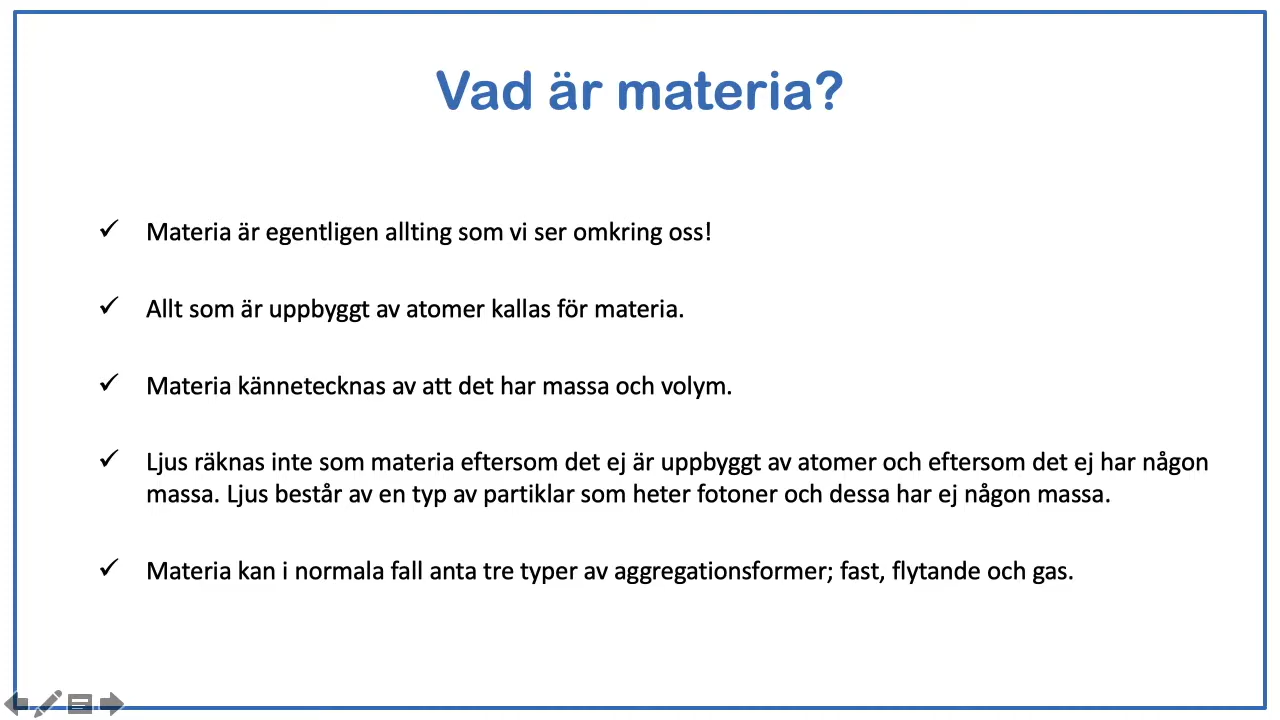 Vad är materia?
✓ Materia är egentligen allting som vi ser omkring oss!
✓ Allt som är uppbyggt av atomer kallas för materia.
✓ Materia kännetecknas av att det har massa och volym.
✓ Ljus räknas inte som materia eftersom det ej är uppbyggt av atomer och eftersom det ej har någon
massa. Ljus består av en typ av partiklar som heter fotoner och dessa har ej någon massa.
✓ Materia kan i normala fall anta tre typer av aggregationsformer; fast, flytande och gas.